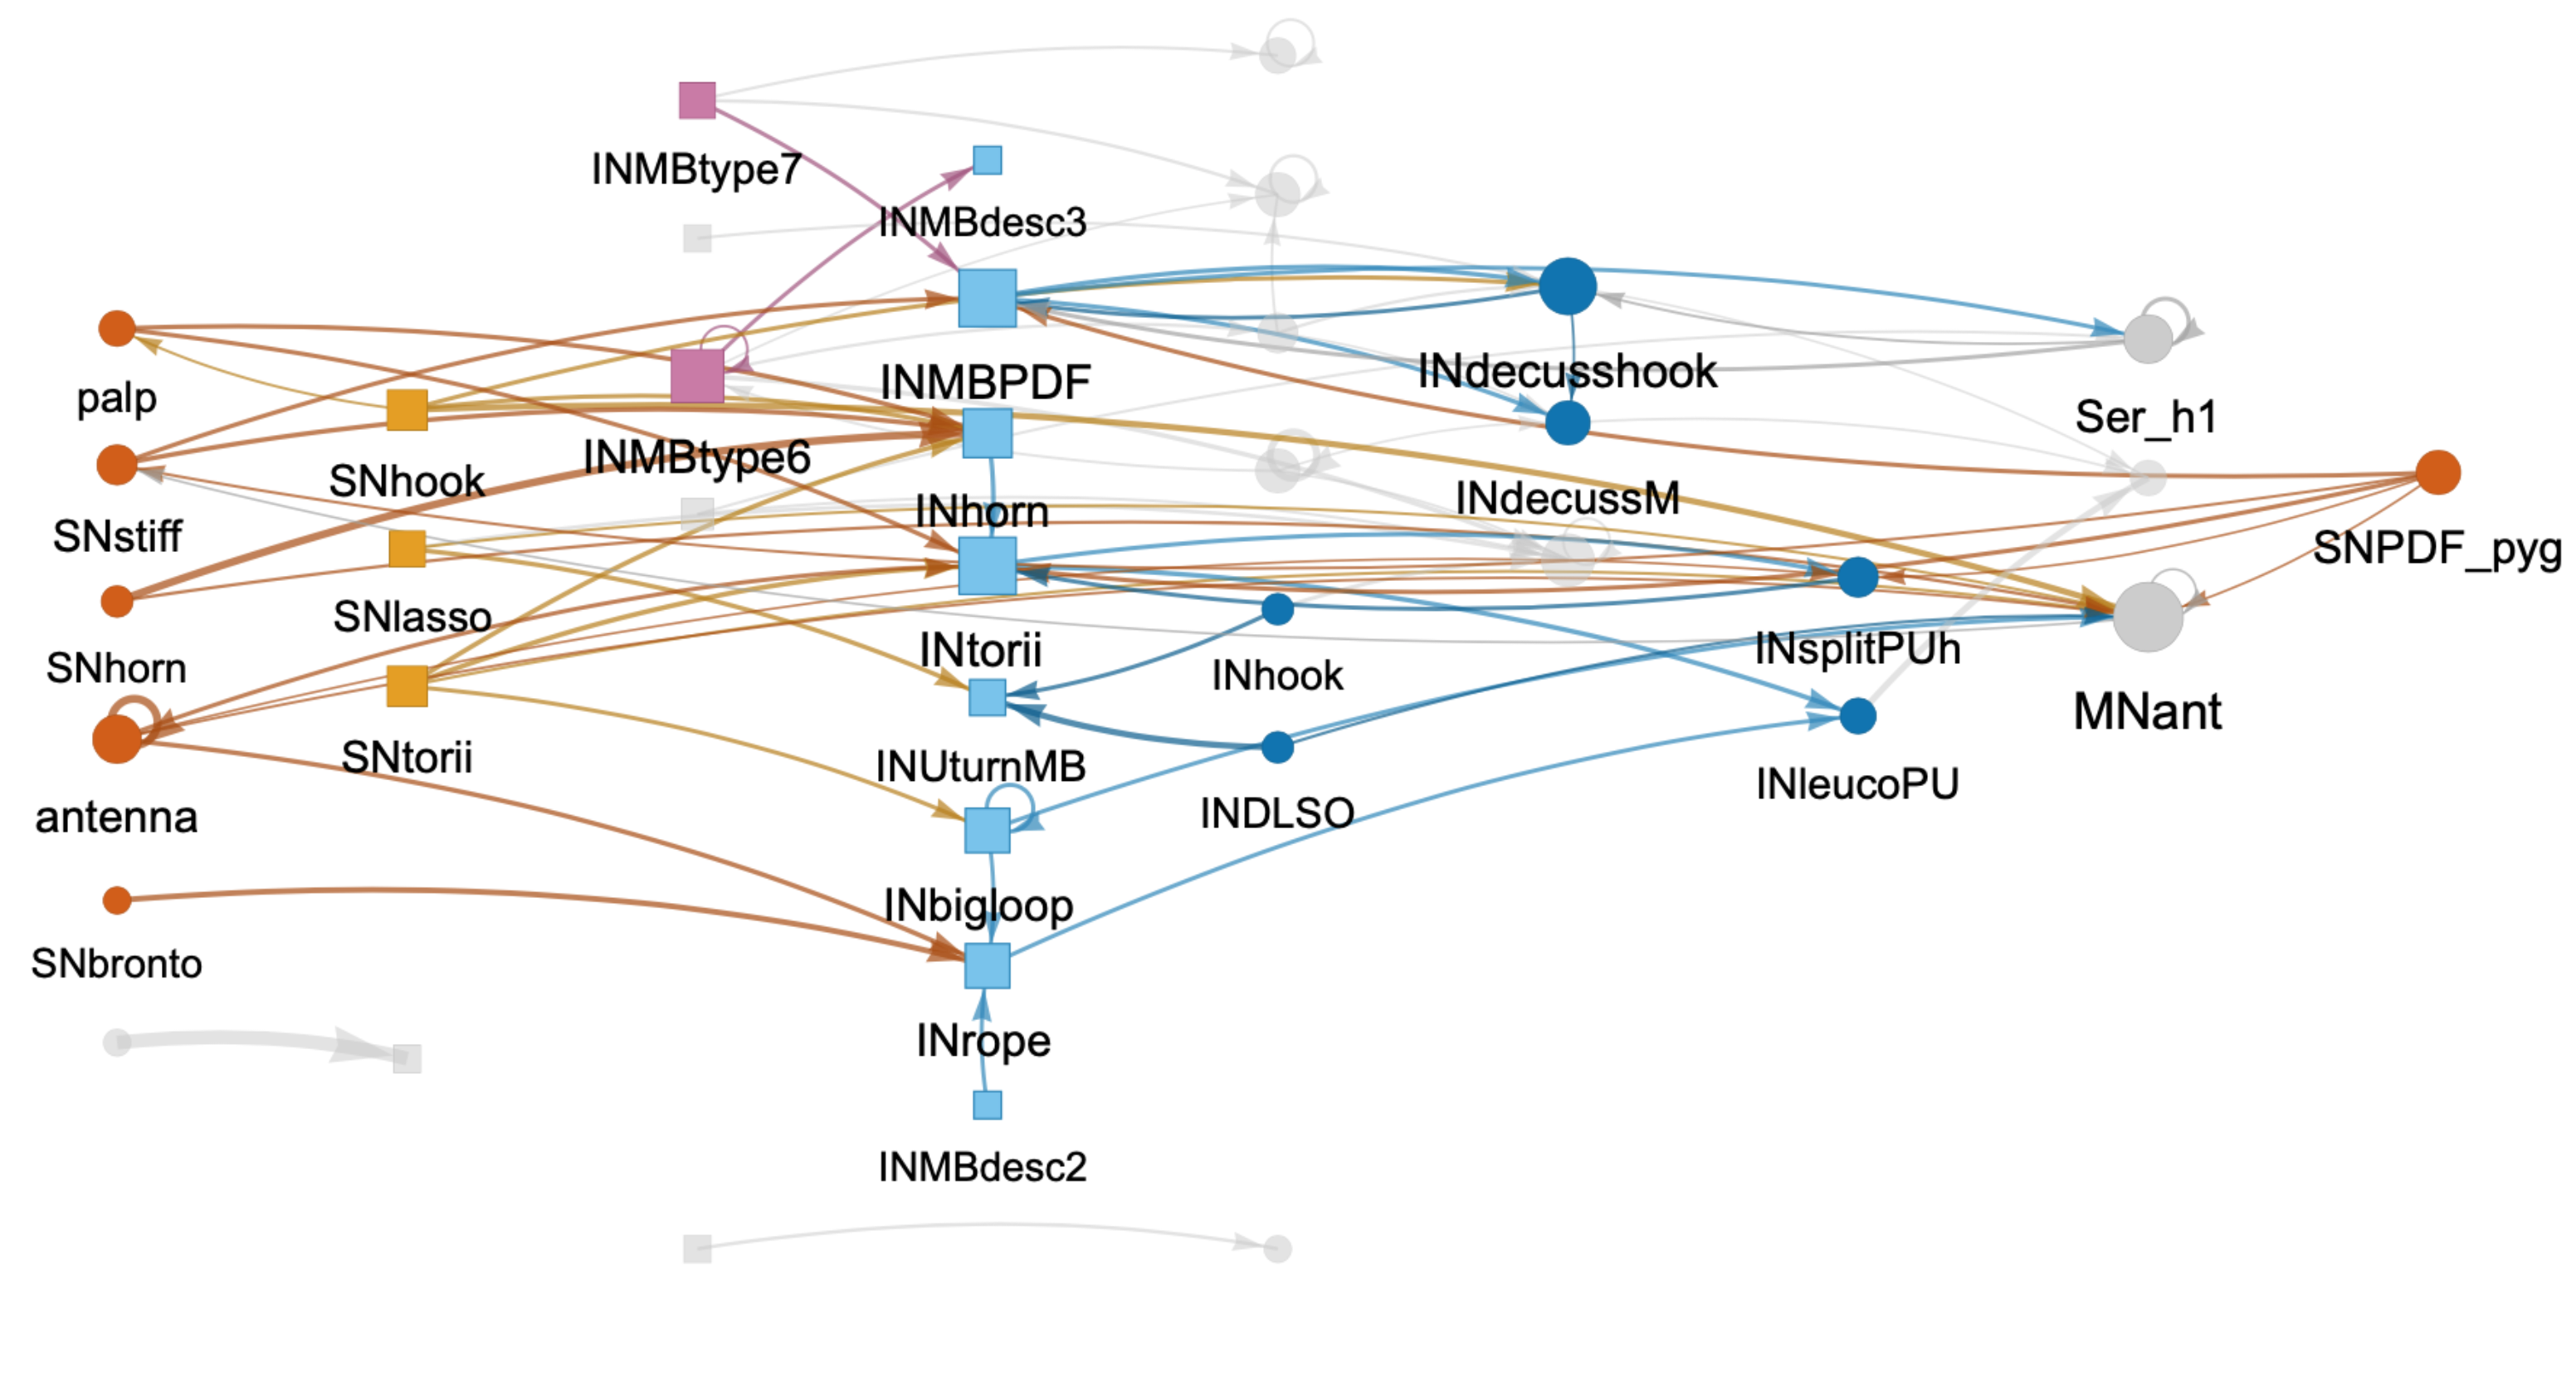 INMBtype7
INMBdesc3
palp
SNhook
INMBtype6
INMBPDF
INdecusshook
Ser_h1
SNstiff
INhorn
INdecussM
SNPDF_pyg
SNhorn
SNlasso
INtorii
INhook
INsplitPUh
MNant
antenna
SNtorii
INUturnMB
INDLSO
INleucoPU
SNbronto
INbigloop
INrope
INMBdesc2